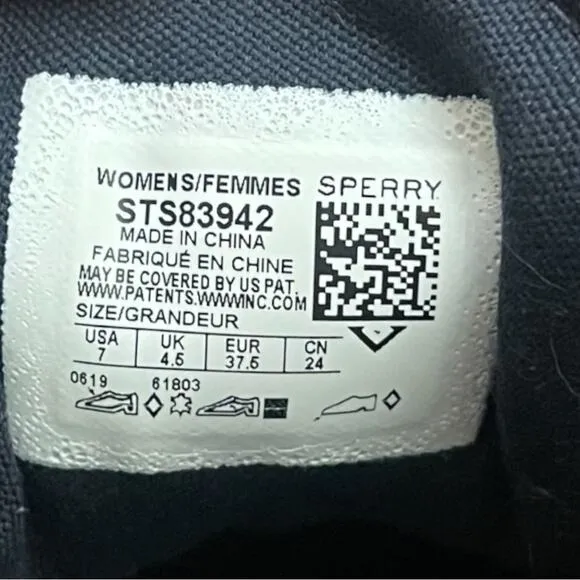 WOMENS/FEMMES SPERRY
STS83942
MADE IN CHINA
FABRIQUÉ EN CHINE
MAY BE COVERED BY US PAT.
WWW.PATENTS.WWWINC.COM
SIZE/GRANDEUR
USA UK EUR CN
7 4.5 37.5 24
0619 61803